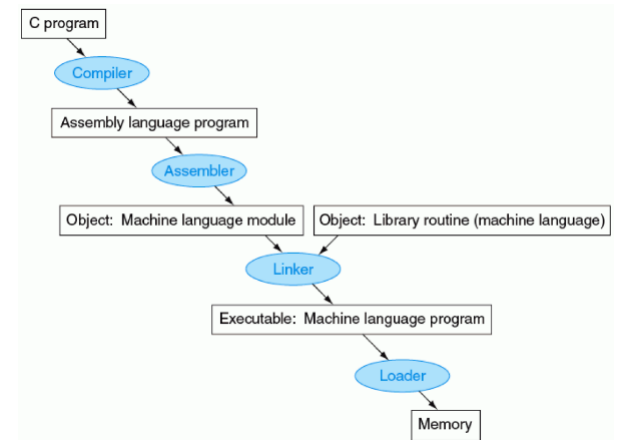 C program
Compiler
Assembly language program
Assembler
Object: Machine language module
Object: Library routine (machine language)
Linker
Executable: Machine language program
Loader
Memory